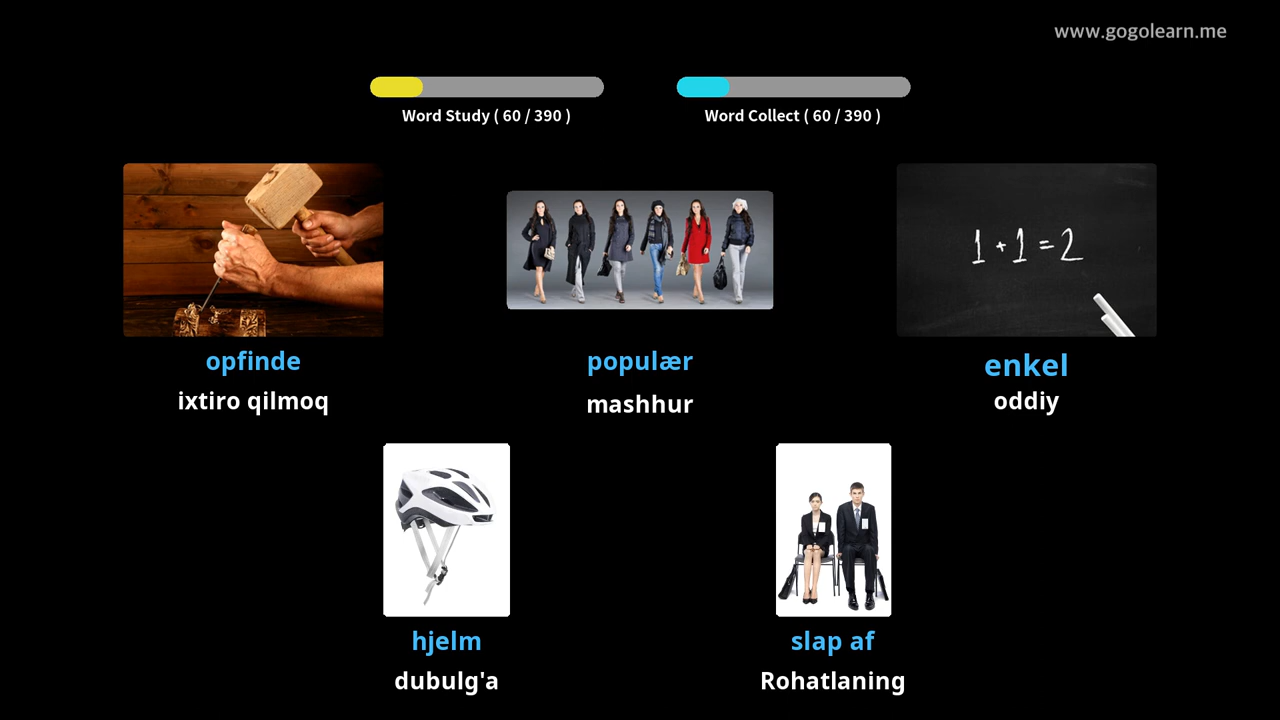 www.gogolearn.me
Word Study ( 60 / 390 )
Word Collect ( 60 / 390 )
1 + 1 = 2
opfinde
ixtiro qilmoq
populær
mashhur
enkel
oddiy
hjelm
dubulg'a
slap af
Rohatlaning